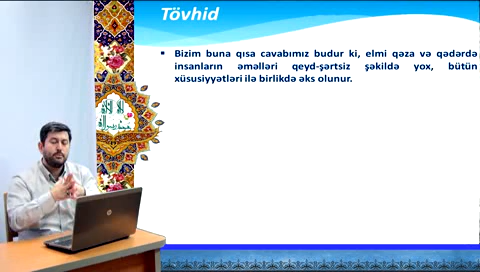 Tövhid
Bizim buna qısa cavabımız budur ki, elmi qəza və qədərdə
insanların əməlləri qeyd-şərtsiz şəkildə yox, bütün
xüsusiyyətləri ilə birlikdə əks olunur.